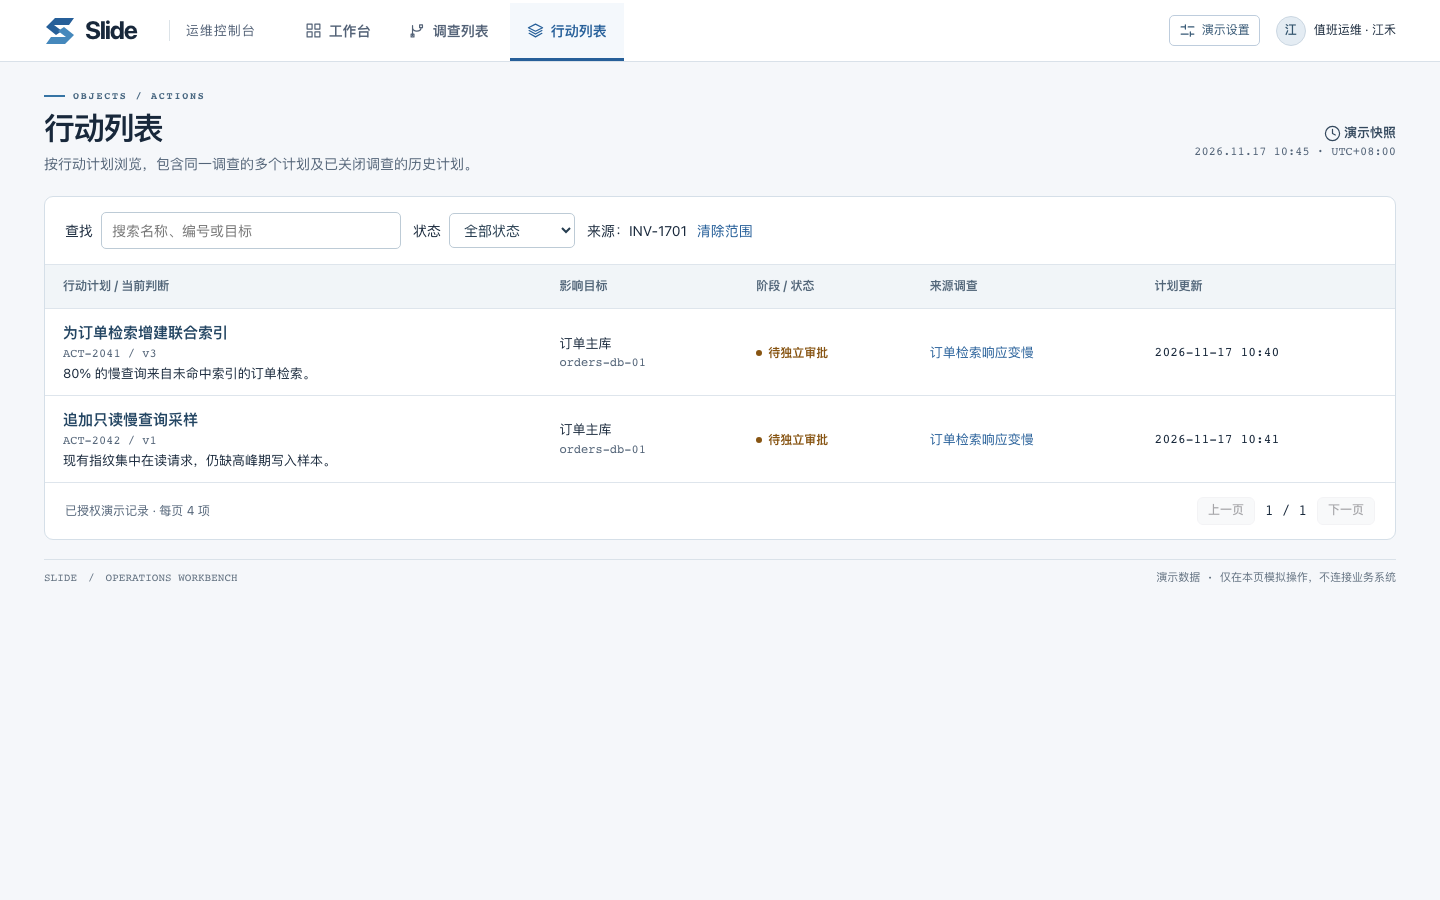 Slide
运维控制台
工作台
调查列表
行动列表
演示设置
江
值班运维 · 江禾
OBJECTS / ACTIONS
行动列表
演示快照
按行动计划浏览，包含同一调查的多个计划及已关闭调查的历史计划。
2026.11.17 10:45 · UTC+08:00
查找 搜索名称、编号或目标 状态 全部状态 来源：INV-1701 清除范围
行动计划 / 当前判断 影响目标 阶段 / 状态 来源调查 计划更新
为订单检索增建联合索引
ACT-2041 / v3
80% 的慢查询来自未命中索引的订单检索。
订单主库
orders-db-01
待独立审批
订单检索响应变慢
2026-11-17 10:40
追加只读慢查询采样
ACT-2042 / v1
现有指纹集中在读请求，仍缺高峰期写入样本。
订单主库
orders-db-01
待独立审批
订单检索响应变慢
2026-11-17 10:41
已授权演示记录 · 每页 4 项
上一页 1 / 1 下一页
SLIDE / OPERATIONS WORKBENCH
演示数据 · 仅在本页模拟操作，不连接业务系统